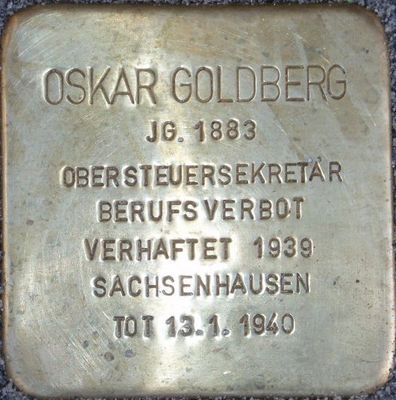 OSKAR GOLDBERG
JG. 1883
OBERSTEUERSEKRETÄR
BERUFSVERBOT
VERHAFTET 1939
SACHSENHAUSEN
TOT 13.1.1940